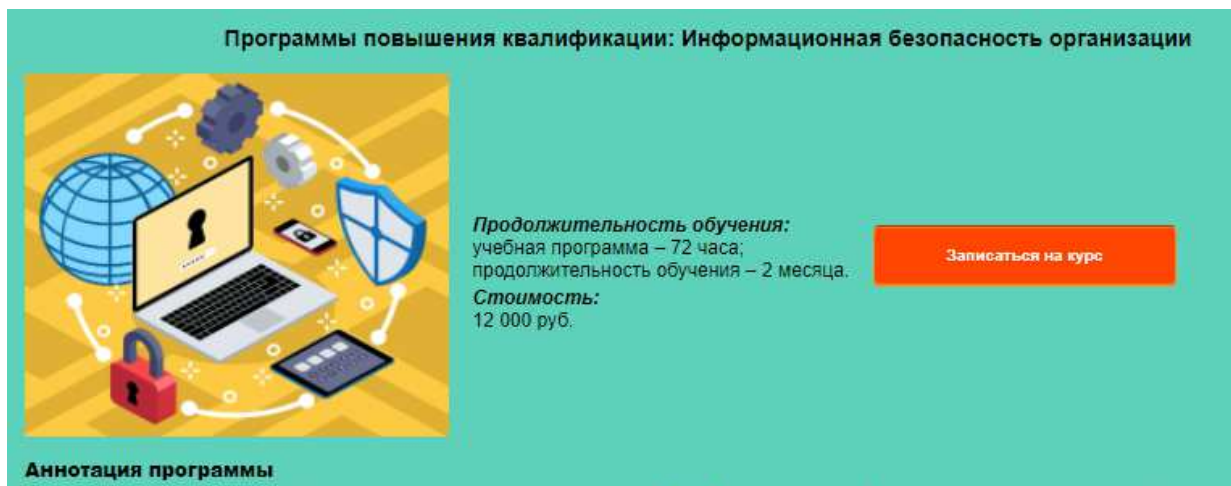 Программы повышения квалификации: Информационная безопасность организации
Продолжительность обучения:
учебная программа – 72 часа;
продолжительность обучения – 2 месяца.
Записаться на курс
Стоимость:
12 000 руб.
Аннотация программы